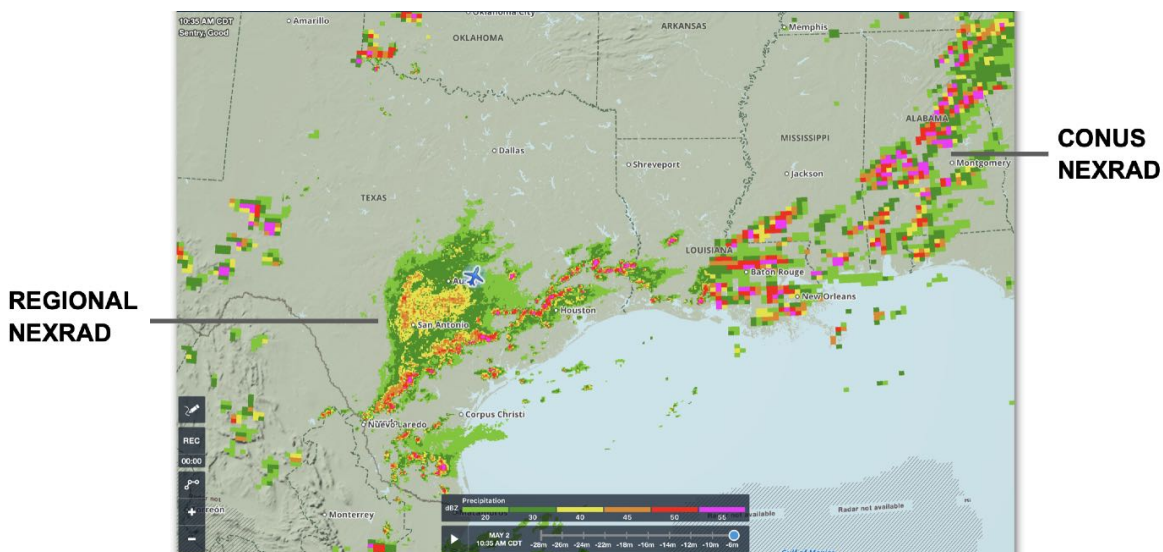 10:35 AM CDT
Sentry, Good
Amarillo
Oklahoma City
OKLAHOMA
ARKANSAS
Memphis
ALABAMA
CONUS
NEXRAD
MISSISSIPPI
Dallas
Shreveport
Jackson
Montgomery
TEXAS
LOUISIANA
Baton Rouge
New Orleans
REGIONAL
NEXRAD
San Antonio
Houston
Nuevo Laredo
Corpus Christi
REC
00:00
Monterrey
Precipitation
dBZ
20 30 40 45 50 55
Radar not available
MAY 2
10:35 AM CDT
-28m -26m -24m -22m -18m -16m -14m -12m -10m -6m
Gulf of Mexico